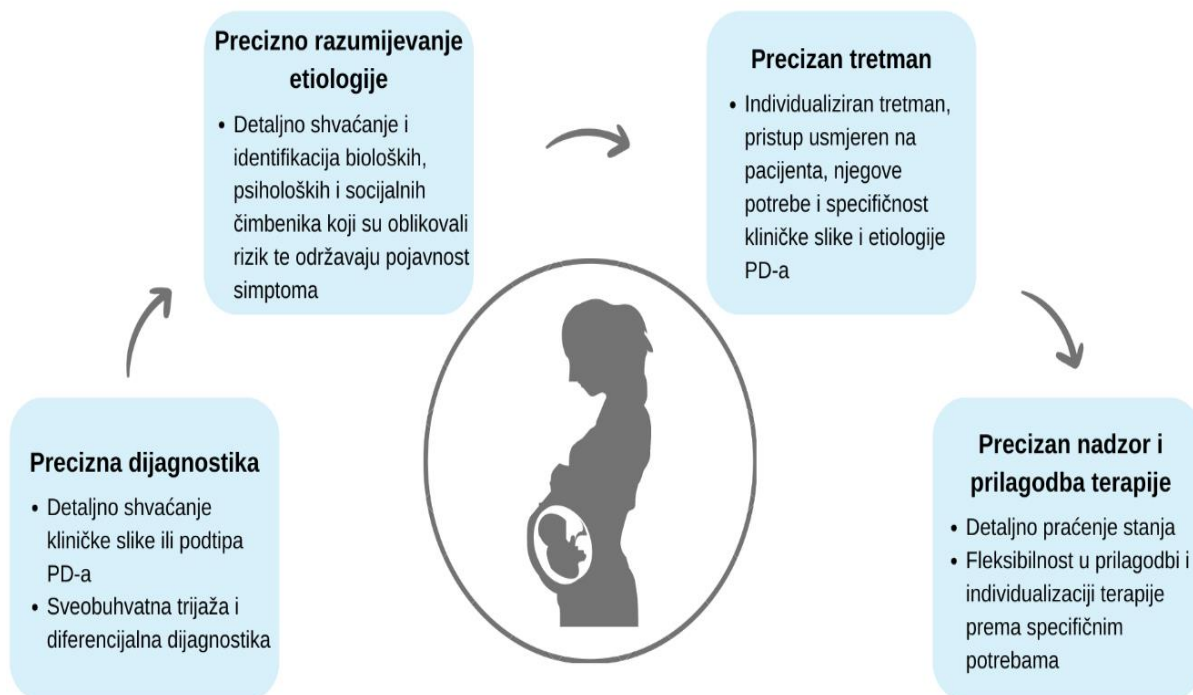 Precizno razumijevanje
etiologije
• Detaljno shvaćanje i
identifikacija bioloških,
psiholoških i socijalnih
čimbenika koji su oblikovali
rizik te održavaju pojavnost
simptoma
Precizan tretman
• Individualiziran tretman,
pristup usmjeren na
pacijenta, njegove
potrebe i specifičnost
kliničke slike i etiologije
PD-a
Precizna dijagnostika
• Detaljno shvaćanje
kliničke slike ili podtipa
PD-a
• Sveobuhvatna trijaža i
diferencijalna dijagnostika
Precizan nadzor i
prilagodba terapije
• Detaljno praćenje stanja
• Fleksibilnost u prilagodbi i
individualizaciji terapije
prema specifičnim
potrebama